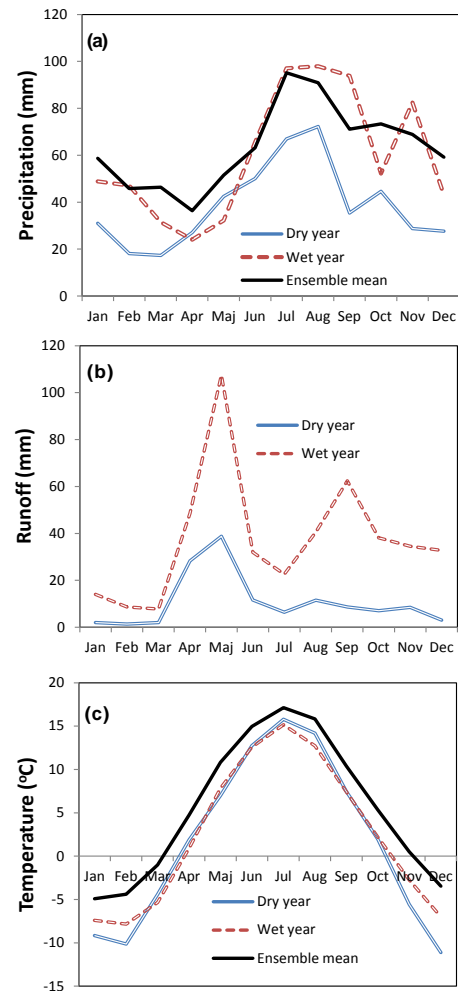 (a)
Precipitation (mm)
120
100
80
60
40
20
0
Dry year
Wet year
Ensemble mean
Jan Feb Mar Apr Maj Jun Jul Aug Sep Oct Nov Dec
(b)
Runoff (mm)
120
100
80
60
40
20
0
Dry year
Wet year
Jan Feb Mar Apr Maj Jun Jul Aug Sep Oct Nov Dec
(c)
Temperature (ºC)
20
15
10
5
0
-5
-10
-15
Jan Feb Mar Apr Maj Jun Jul Aug Sep Oct Nov Dec
Dry year
Wet year
Ensemble mean